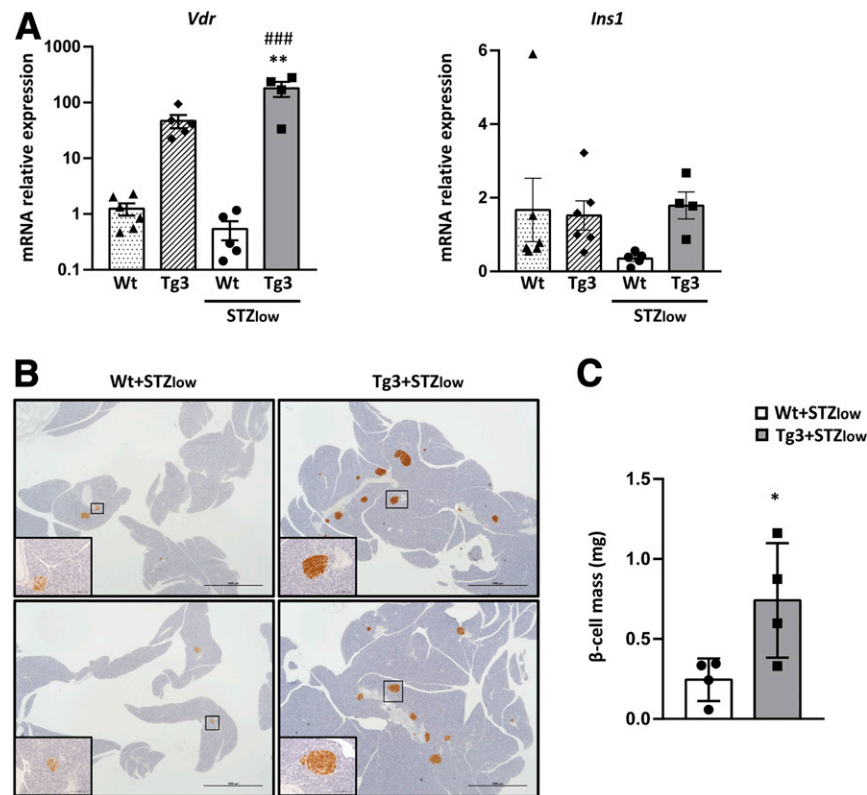 A
Vdr
mRNA relative expression
1000
100
10
1
0.1
###
**
Wt Tg3 Wt Tg3
STZlow
Ins1
mRNA relative expression
6
4
2
0
Wt Tg3 Wt Tg3
STZlow
B
Wt+STZlow Tg3+STZlow
C
Wt+STZlow
Tg3+STZlow
β-cell mass (mg)
1.5
1.0
0.5
0.0
*